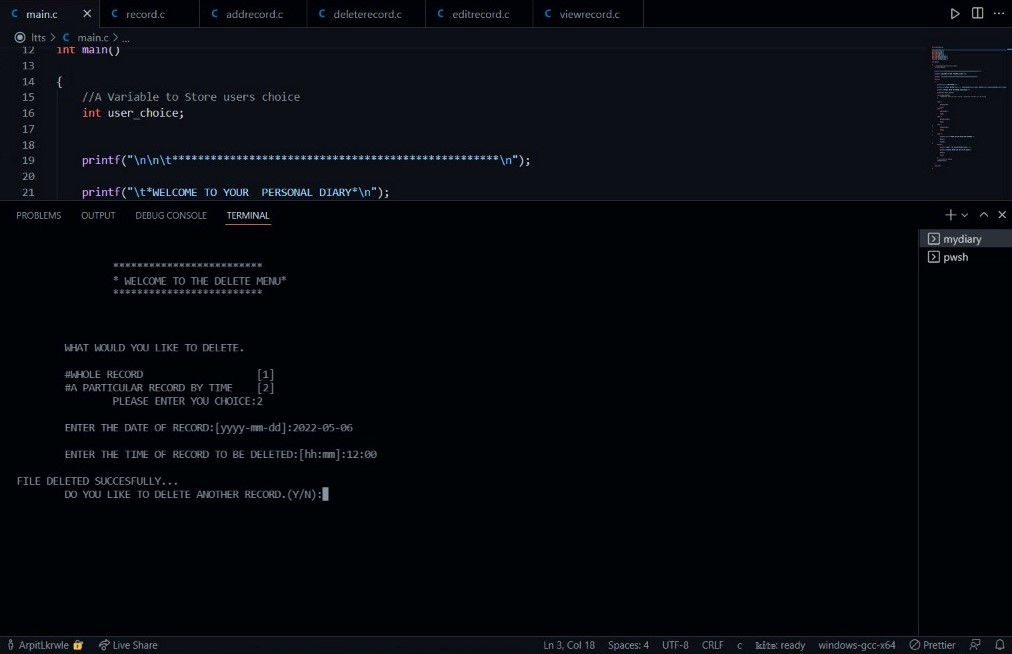 main.c record.c addrecord.c deleterecord.c editrecord.c viewrecord.c
ltts > main.c > ...
12 int main()
13
14 {
15 //A Variable to Store users choice
16 int user_choice;
17
18
19 printf("\n\n\t***************************************************\n");
20
21 printf("\t*WELCOME TO YOUR  PERSONAL DIARY*\n");
PROBLEMS OUTPUT DEBUG CONSOLE TERMINAL
mydiary
pwsh
*************************
* WELCOME TO THE DELETE MENU*
*************************
WHAT WOULD YOU LIKE TO DELETE.
#WHOLE RECORD [1]
#A PARTICULAR RECORD BY TIME [2]
PLEASE ENTER YOU CHOICE:2
ENTER THE DATE OF RECORD:[yyyy-mm-dd]:2022-05-06
ENTER THE TIME OF RECORD TO BE DELETED:[hh:mm]:12:00
FILE DELETED SUCCESFULLY...
DO YOU LIKE TO DELETE ANOTHER RECORD.(Y/N):
ArpitLkrwle Live Share Ln 3, Col 18 Spaces: 4 UTF-8 CRLF c kite: ready windows-gcc-x64 Prettier